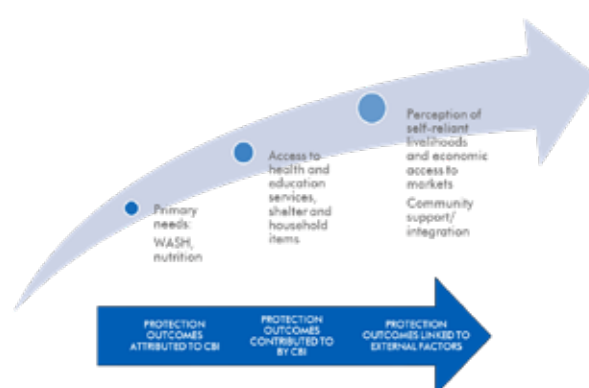 Primary
needs:
WASH,
nutrition
Access to
health and
education
services,
shelter and
household
items
Perception of
self-reliant
livelihoods
and economic
access to
markets
Community
support/
integration
PROTECTION
OUTCOMES
ATTRIBUTED TO CBI
PROTECTION
OUTCOMES
CONTRIBUTED TO
BY CBI
PROTECTION
OUTCOMES LINKED TO
EXTERNAL FACTORS